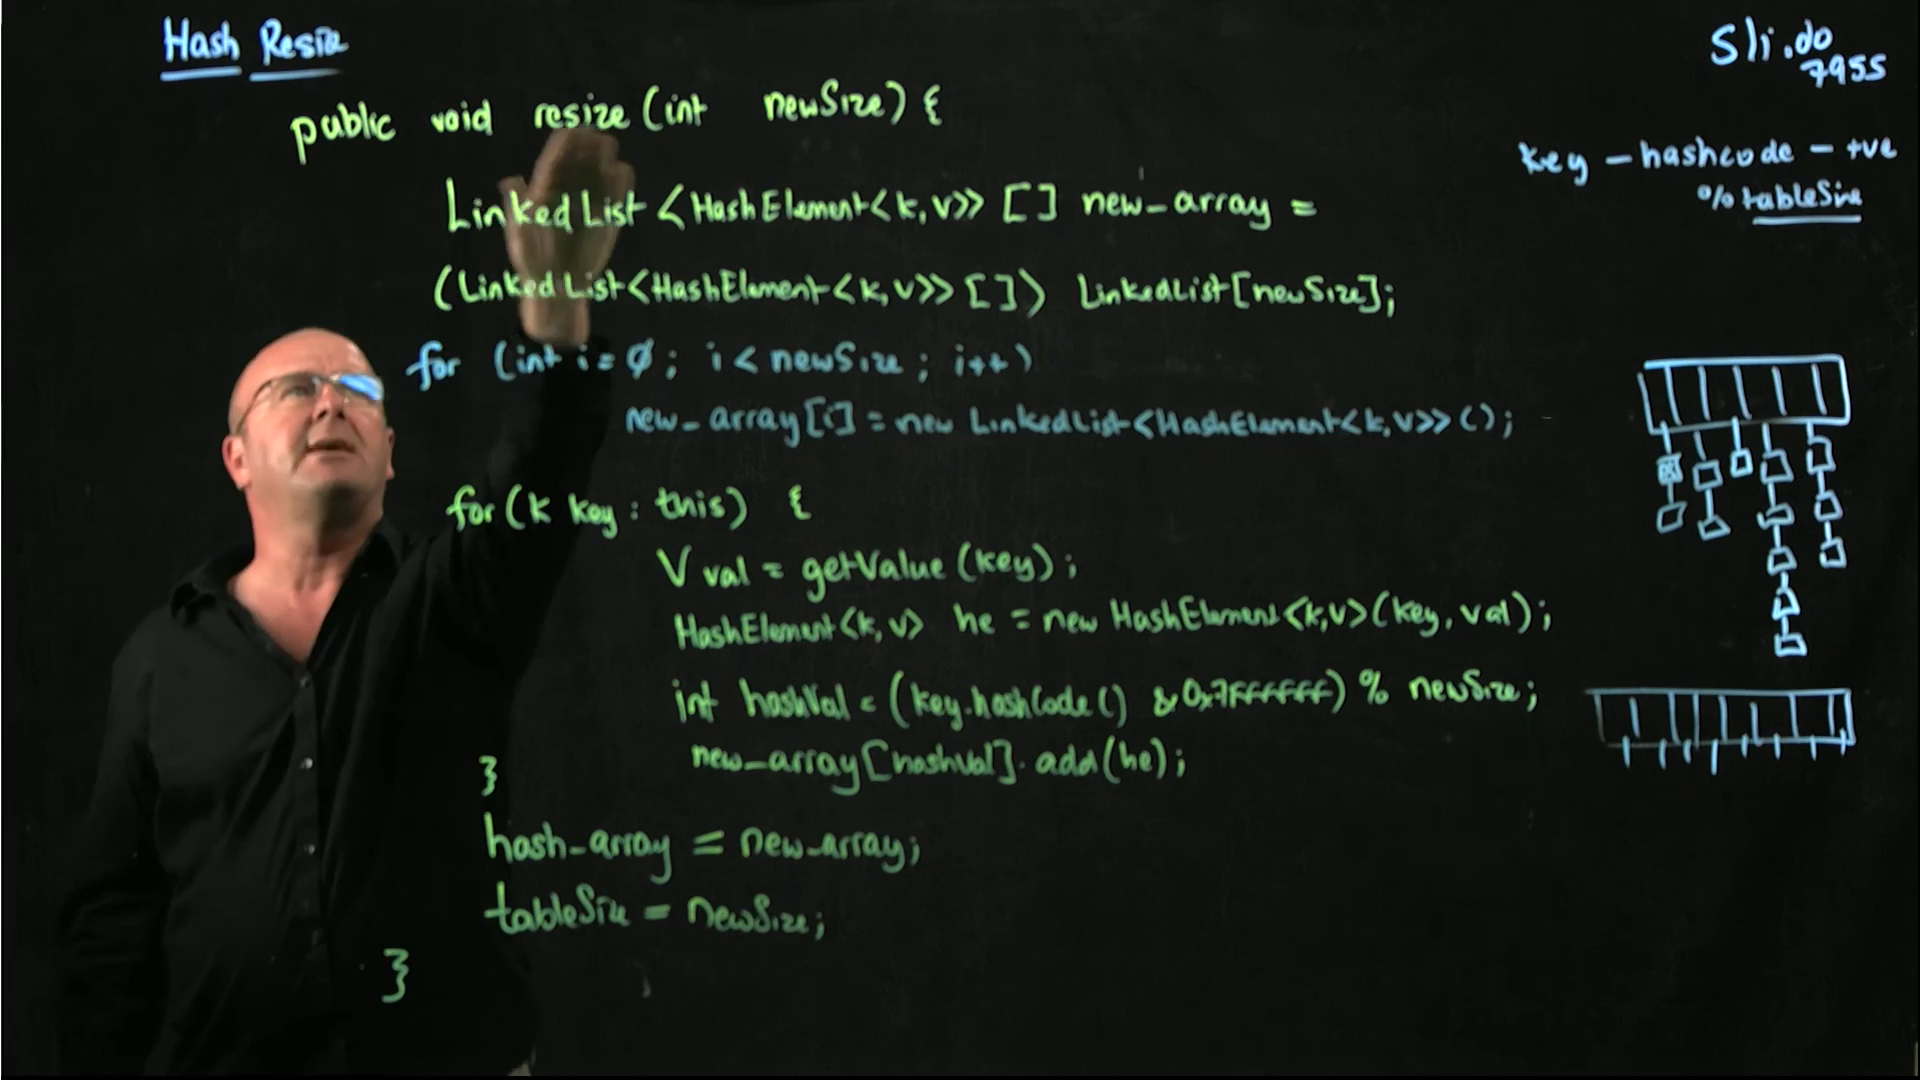 Hash Resize
Sli.do
7955
public void resize (int newSize) {
key - hashcode - +ve
% tableSize
LinkedList <HashElement<k,v>> [] new_array =
(LinkedList<HashElement<k,v>> []) LinkedList[newSize];
for (int i = 0; i < newSize ; i++)
new_array[i] = new LinkedList<HashElement<k,v>>();
for (k key : this) {
V val = getValue (key);
HashElement<k,v> he = new HashElement<k,v>(key, val);
int hashVal = (key.hashCode() & 0x7FFFFFFF) % newSize;
new_array[hashVal].add(he);
}
hash_array = new_array;
tableSize = newSize;
}